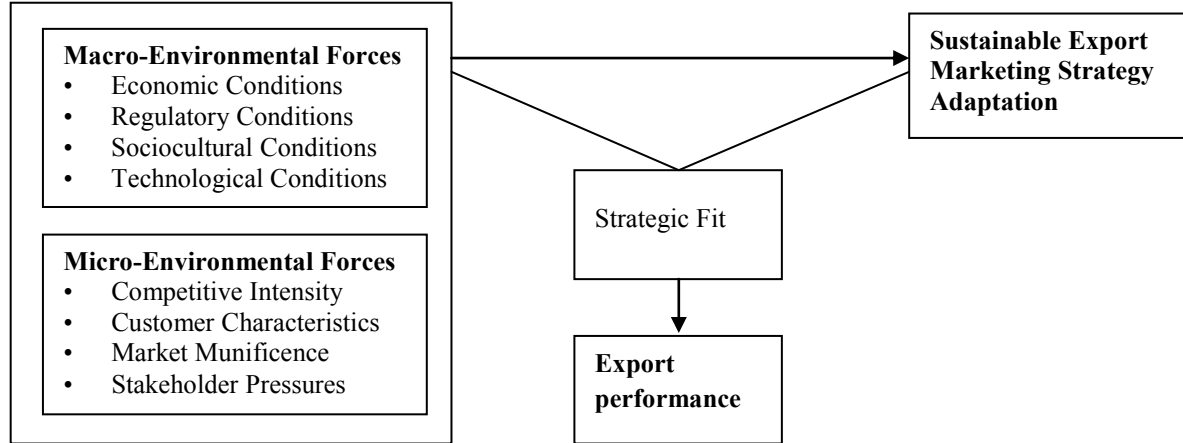 Macro-Environmental Forces
• Economic Conditions
• Regulatory Conditions
• Sociocultural Conditions
• Technological Conditions
Micro-Environmental Forces
• Competitive Intensity
• Customer Characteristics
• Market Munificence
• Stakeholder Pressures
Sustainable Export
Marketing Strategy
Adaptation
Strategic Fit
Export
performance